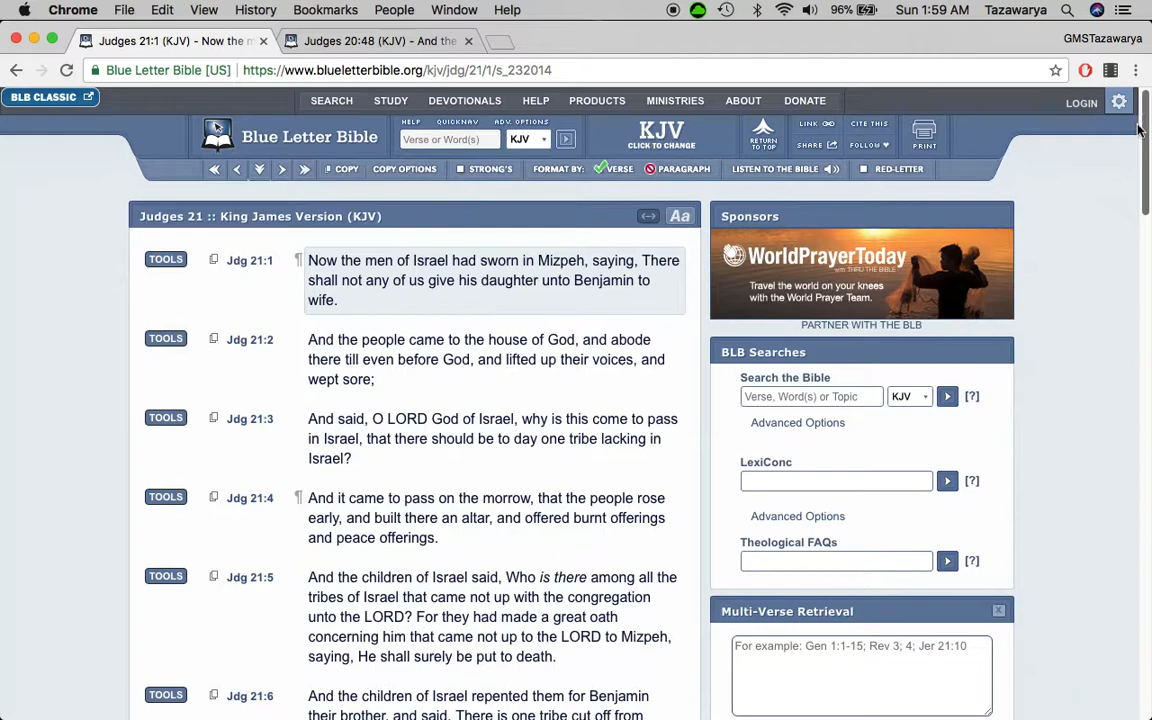 Chrome File Edit View History Bookmarks People Window Help 96% Sun 1:59 AM Tazawarya
Judges 21:1 (KJV) - Now the m Judges 20:48 (KJV) - And the GMSTazawarya
Blue Letter Bible [US] https://www.blueletterbible.org/kjv/jdg/21/1/s_232014
BLB CLASSIC SEARCH STUDY DEVOTIONALS HELP PRODUCTS MINISTRIES ABOUT DONATE LOGIN
HELP QUICKNAV ADV. OPTIONS
Blue Letter Bible Verse or Word(s) KJV
KJV
CLICK TO CHANGE
RETURN
TO TOP
LINK CITE THIS
SHARE FOLLOW
PRINT
COPY COPY OPTIONS STRONG'S FORMAT BY: VERSE PARAGRAPH LISTEN TO THE BIBLE RED-LETTER
Judges 21 :: King James Version (KJV) Aa
TOOLS Jdg 21:1 ¶ Now the men of Israel had sworn in Mizpeh, saying, There
shall not any of us give his daughter unto Benjamin to
wife.
TOOLS Jdg 21:2 And the people came to the house of God, and abode
there till even before God, and lifted up their voices, and
wept sore;
TOOLS Jdg 21:3 And said, O LORD God of Israel, why is this come to pass
in Israel, that there should be to day one tribe lacking in
Israel?
TOOLS Jdg 21:4 ¶ And it came to pass on the morrow, that the people rose
early, and built there an altar, and offered burnt offerings
and peace offerings.
TOOLS Jdg 21:5 And the children of Israel said, Who is there among all the
tribes of Israel that came not up with the congregation
unto the LORD? For they had made a great oath
concerning him that came not up to the LORD to Mizpeh,
saying, He shall surely be put to death.
TOOLS Jdg 21:6 And the children of Israel repented them for Benjamin
their brother, and said, There is one tribe cut off from
Sponsors
WorldPrayerToday
with THRU the BIBLE
Travel the world on your knees
with the World Prayer Team.
PARTNER WITH THE BLB
BLB Searches
Search the Bible
Verse, Word(s) or Topic KJV [?]
Advanced Options
LexiConc
[?]
Advanced Options
Theological FAQs
[?]
Multi-Verse Retrieval x
For example: Gen 1:1-15; Rev 3; 4; Jer 21:10